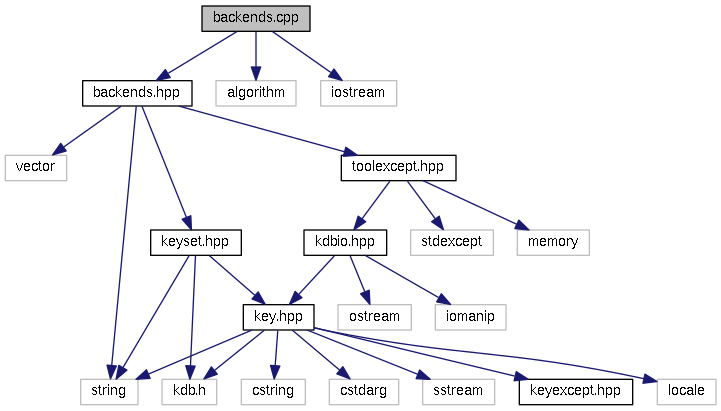 backends.cpp
backends.hpp
algorithm
iostream
vector
toolexcept.hpp
keyset.hpp
kdbio.hpp
stdexcept
memory
key.hpp
ostream
iomanip
string
kdb.h
cstring
cstdarg
sstream
keyexcept.hpp
locale